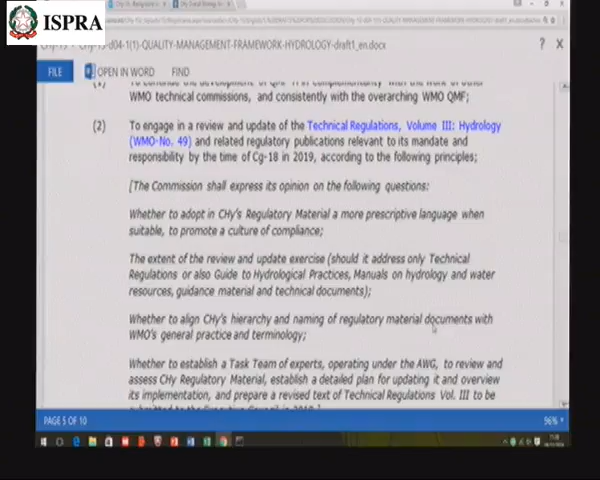 ISPRA
d04-1(1)-QUALITY-MANAGEMENT-FRAMEWORK-HYDROLOGY-draft1_en.docx
? X
FILE
OPEN IN WORD
FIND
WMO technical commissions, and consistently with the overarching WMO QMF;
(2) To engage in a review and update of the Technical Regulations, Volume III: Hydrology
(WMO-No. 49) and related regulatory publications relevant to its mandate and
responsibility by the time of Cg-18 in 2019, according to the following principles;
[The Commission shall express its opinion on the following questions:
Whether to adopt in CHy's Regulatory Material a more prescriptive language when
suitable, to promote a culture of compliance;
The extent of the review and update exercise (should it address only Technical
Regulations or also Guide to Hydrological Practices, Manuals on hydrology and water
resources, guidance material and technical documents);
Whether to align CHy's hierarchy and naming of regulatory material documents with
WMO's general practice and terminology;
Whether to establish a Task Team of experts, operating under the AWG, to review and
assess CHy Regulatory Material, establish a detailed plan for updating it and overview
its implementation, and prepare a revised text of Technical Regulations Vol. III to be
PAGE 5 OF 10
96%